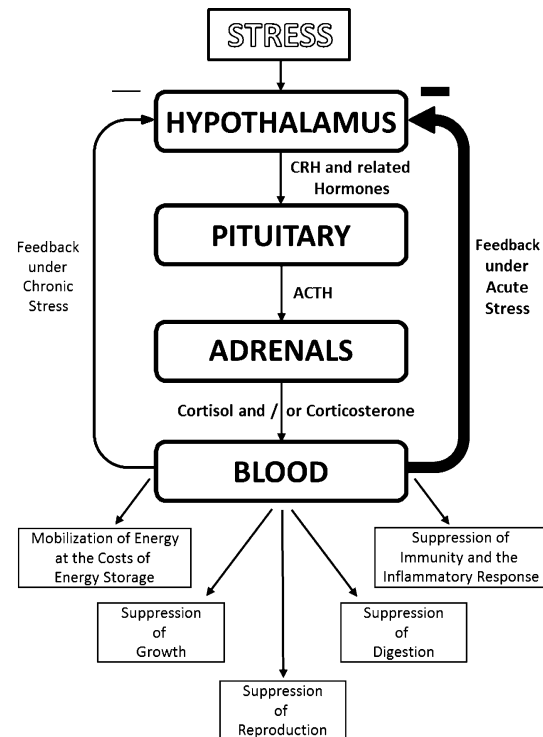 STRESS
HYPOTHALAMUS
CRH and related
Hormones
PITUITARY
Feedback
under
Chronic
Stress
Feedback
under
Acute
Stress
ACTH
ADRENALS
Cortisol and / or Corticosterone
BLOOD
Mobilization of Energy
at the Costs of
Energy Storage
Suppression of
Immunity and the
Inflammatory Response
Suppression
of
Growth
Suppression
of
Digestion
Suppression
of
Reproduction